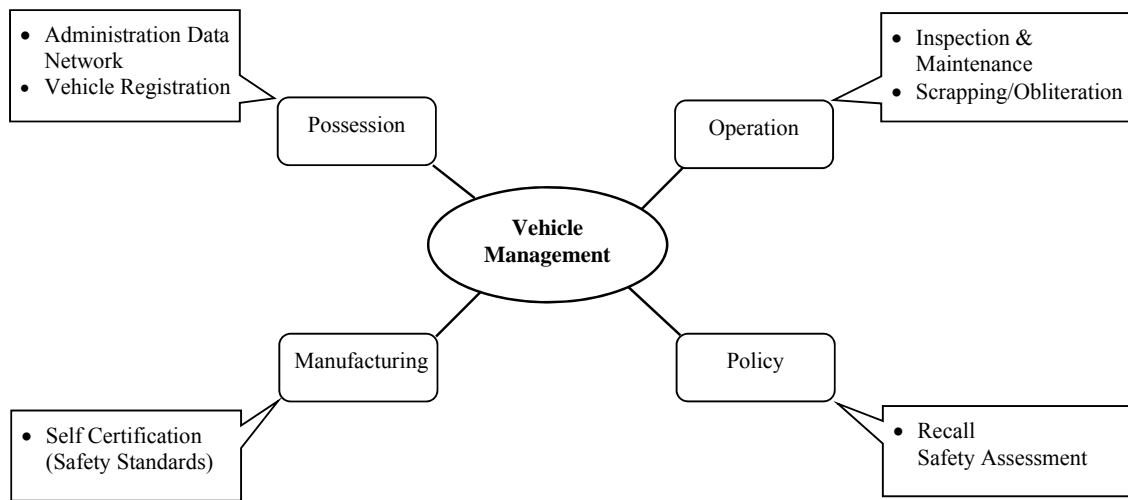 • Administration Data
Network
• Vehicle Registration
Possession
• Inspection &
Maintenance
• Scrapping/Obliteration
Operation
Vehicle
Management
Manufacturing
• Self Certification
(Safety Standards)
Policy
• Recall
Safety Assessment